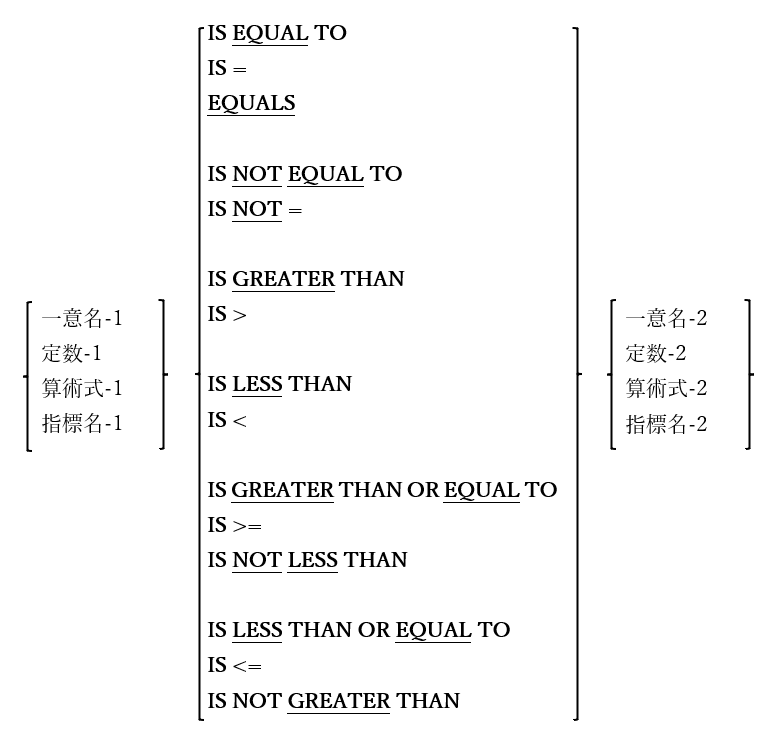 一意名-1
定数-1
算術式-1
指標名-1
IS EQUAL TO
IS =
EQUALS
IS NOT EQUAL TO
IS NOT =
IS GREATER THAN
IS >
IS LESS THAN
IS <
IS GREATER THAN OR EQUAL TO
IS >=
IS NOT LESS THAN
IS LESS THAN OR EQUAL TO
IS <=
IS NOT GREATER THAN
一意名-2
定数-2
算術式-2
指標名-2